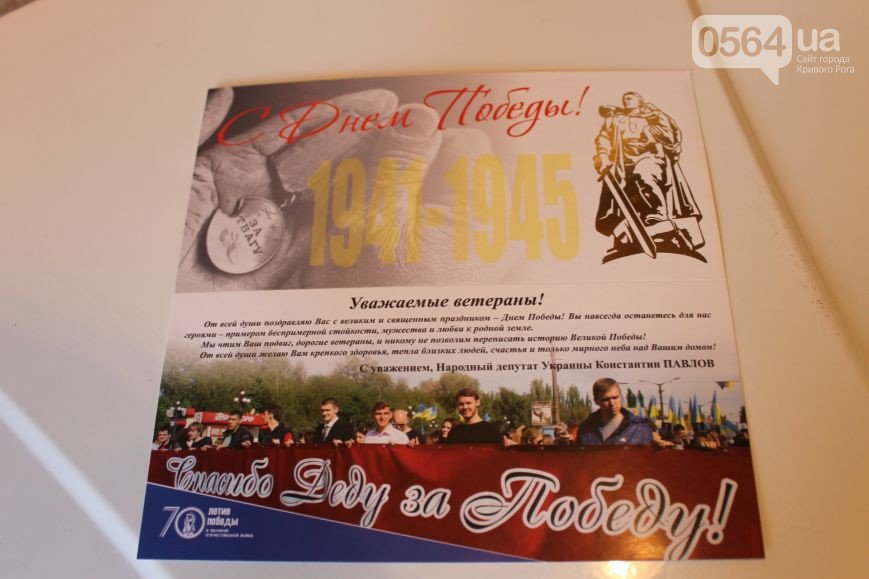 0564 ua
Сайт города
Кривого Рога
С Днем Победы!
1941-1945
ЗА
ОТВАГУ
Уважаемые ветераны!
От всей души поздравляю Вас с великим и священным праздником – Днем Победы! Вы навсегда останетесь для нас
героями – примером беспримерной стойкости, мужества и любви к родной земле.
Мы чтим Ваш подвиг, дорогие ветераны, и никому не позволим переписать историю Великой Победы!
От всей души желаю Вам крепкого здоровья, тепла близких людей, счастья и только мирного неба над Вашим домом!
С уважением, Народный депутат Украины Константин ПАВЛОВ
Спасибо Деду за Победу!
70 летие
победы
в великой
отечественной войне